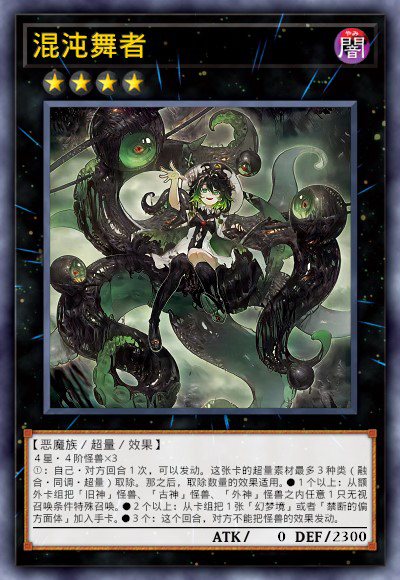 混沌舞者
やみ
闇
【恶魔族/超量/效果】
4星·4阶怪兽×3
①：自己·对方回合1次，可以发动。这张卡的超量素材最多3种类（融
合·同调·超量）取除。那之后，取除数量的效果适用。●1个以上：从额
外卡组把「旧神」怪兽、「古神」怪兽、「外神」怪兽之内任意1只无视
召唤条件特殊召唤。●2个以上：从卡组把1张「幻梦境」或者「禁断的偏
方面体」加入手卡。●3个：这个回合，对方不能把怪兽的效果发动。
ATK/ 0 DEF/2300